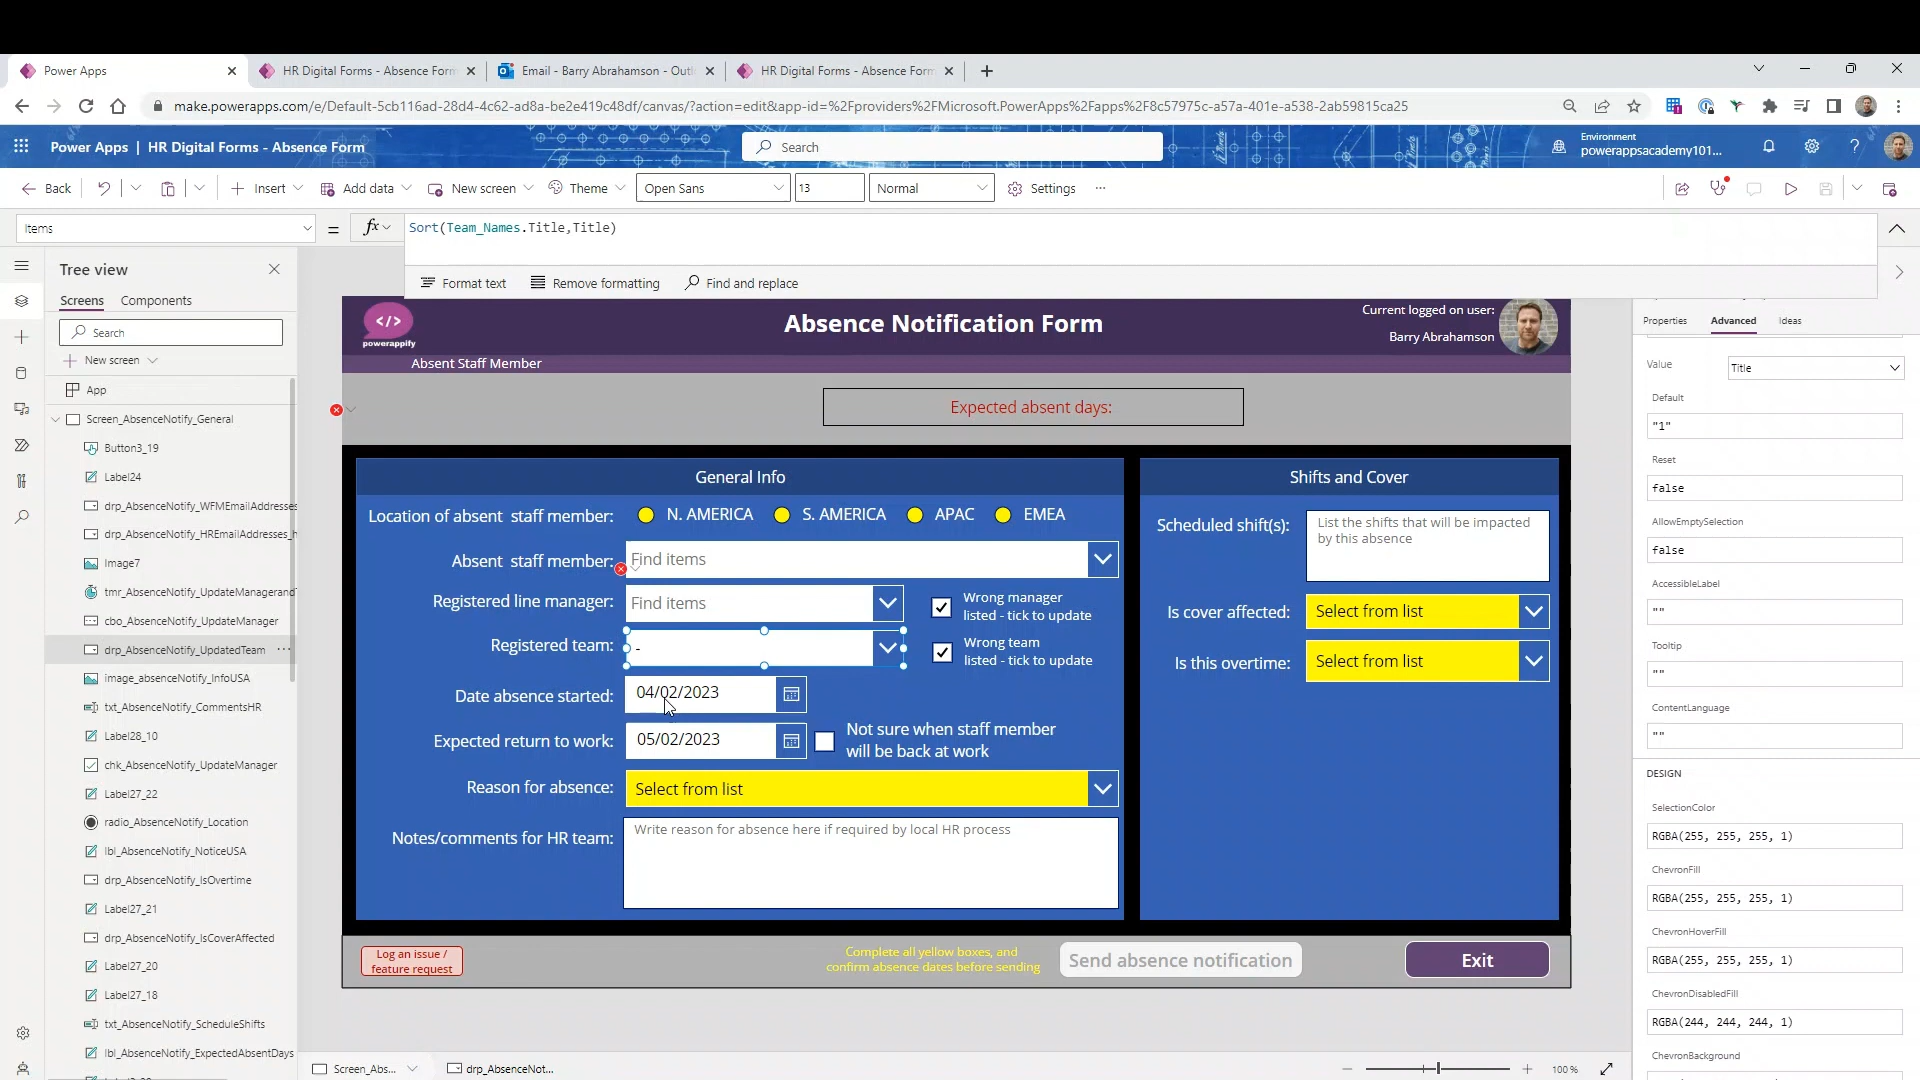 Power Apps
HR Digital Forms - Absence Form
Email - Barry Abrahamson - Outl
HR Digital Forms - Absence Form
make.powerapps.com/e/Default-5cb116ad-28d4-4c62-ad8a-be2e419c48df/canvas/?action=edit&app-id=%2Fproviders%2FMicrosoft.PowerApps%2Fapps%2F8c57975c-a57a-401e-a538-2ab59815ca25
Power Apps | HR Digital Forms - Absence Form
Search
Environment
powerappsacademy101...
Back
Insert
Add data
New screen
Theme
Open Sans
13
Normal
Settings
Items
=
fx
Sort(Team_Names.Title,Title)
Format text
Remove formatting
Find and replace
Tree view
Screens
Components
Search
New screen
App
Screen_AbsenceNotify_General
Button3_19
Label24
drp_AbsenceNotify_WFMEmailAddresses
drp_AbsenceNotify_HREmailAddresses_h
Image7
tmr_AbsenceNotify_UpdateManagerandT
cbo_AbsenceNotify_UpdateManager
drp_AbsenceNotify_UpdatedTeam
image_absenceNotify_InfoUSA
txt_AbsenceNotify_CommentsHR
Label28_10
chk_AbsenceNotify_UpdateManager
Label27_22
radio_AbsenceNotify_Location
lbl_AbsenceNotify_NoticeUSA
drp_AbsenceNotify_IsOvertime
Label27_21
drp_AbsenceNotify_IsCoverAffected
Label27_20
Label27_18
txt_AbsenceNotify_ScheduleShifts
lbl_AbsenceNotify_ExpectedAbsentDays
</>
powerappify
Absence Notification Form
Current logged on user:
Barry Abrahamson
Absent Staff Member
Expected absent days:
General Info
Location of absent staff member:
N. AMERICA
S. AMERICA
APAC
EMEA
Absent staff member:
Find items
Registered line manager:
Find items
Wrong manager
listed - tick to update
Registered team:
-
Wrong team
listed - tick to update
Date absence started:
04/02/2023
Expected return to work:
05/02/2023
Not sure when staff member
will be back at work
Reason for absence:
Select from list
Notes/comments for HR team:
Write reason for absence here if required by local HR process
Shifts and Cover
Scheduled shift(s):
List the shifts that will be impacted
by this absence
Is cover affected:
Select from list
Is this overtime:
Select from list
Log an issue /
feature request
Complete all yellow boxes, and
confirm absence dates before sending
Send absence notification
Exit
Screen_Abs...
drp_AbsenceNot...
100 %
Properties
Advanced
Ideas
Value
Title
Default
"1"
Reset
false
AllowEmptySelection
false
AccessibleLabel
""
Tooltip
""
ContentLanguage
""
DESIGN
SelectionColor
RGBA(255, 255, 255, 1)
ChevronFill
RGBA(255, 255, 255, 1)
ChevronHoverFill
RGBA(255, 255, 255, 1)
ChevronDisabledFill
RGBA(244, 244, 244, 1)
ChevronBackground